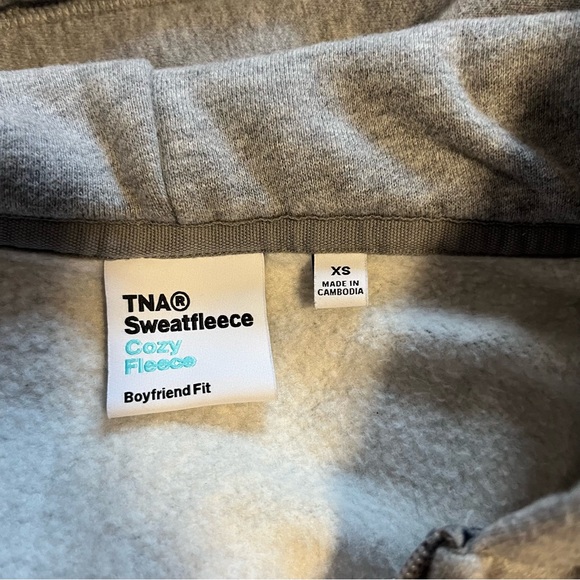 TNA®
Sweatfleece
Cozy
Fleece
Boyfriend Fit
XS
MADE IN
CAMBODIA